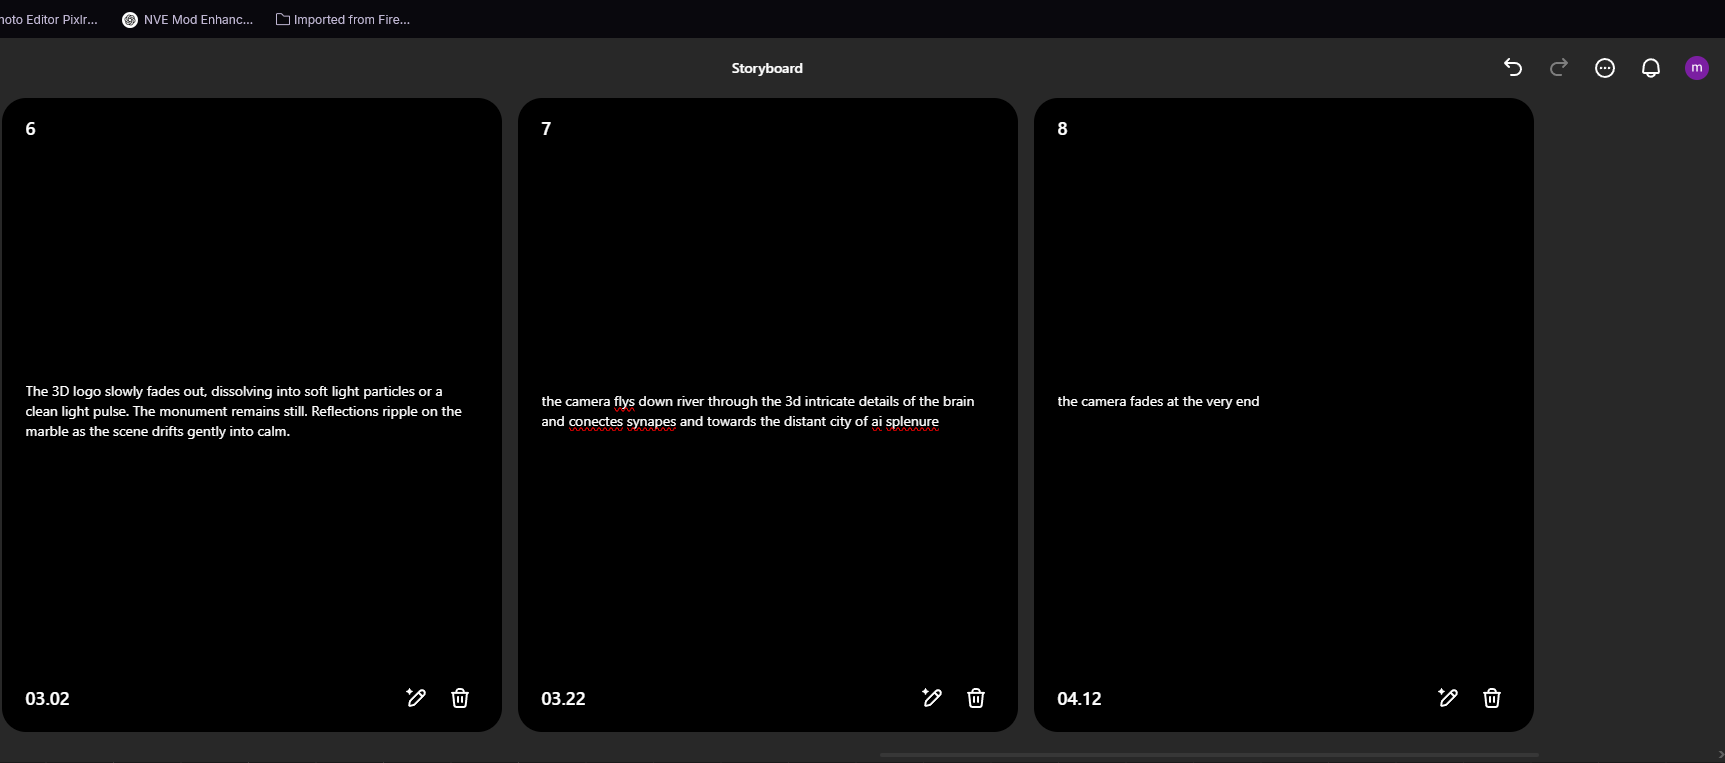 hoto Editor Pixlr...
NVE Mod Enhanc...
Imported from Fire...
Storyboard
m
6
The 3D logo slowly fades out, dissolving into soft light particles or a
clean light pulse. The monument remains still. Reflections ripple on the
marble as the scene drifts gently into calm.
03.02
7
the camera flys down river through the 3d intricate details of the brain
and conectes synapes and towards the distant city of ai splenure
03.22
8
the camera fades at the very end
04.12